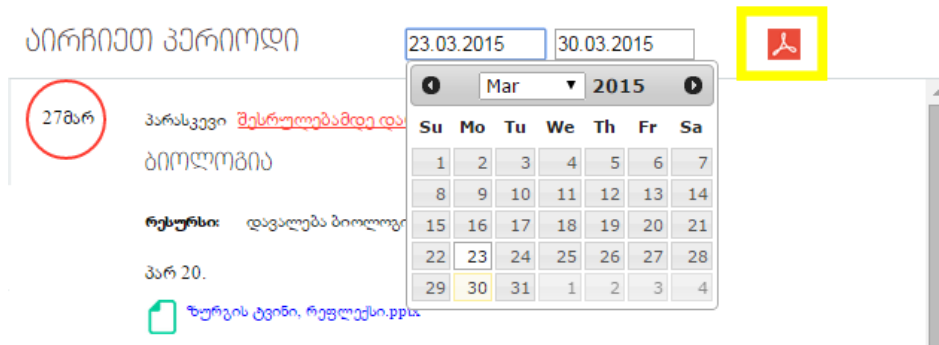 აირჩიეთ პერიოდი 23.03.2015 30.03.2015
Mar 2015
27მარ პარასკევი შესრულებამდე
Su Mo Tu We Th Fr Sa
ბიოლოგია
1 2 3 4 5 6 7
8 9 10 11 12 13 14
რესურსი: დავალება
15 16 17 18 19 20 21
22 23 24 25 26 27 28
პარ 20.
29 30 31 1 2 3 4
ზურგის ტვინი, რეფლექსი.pptx